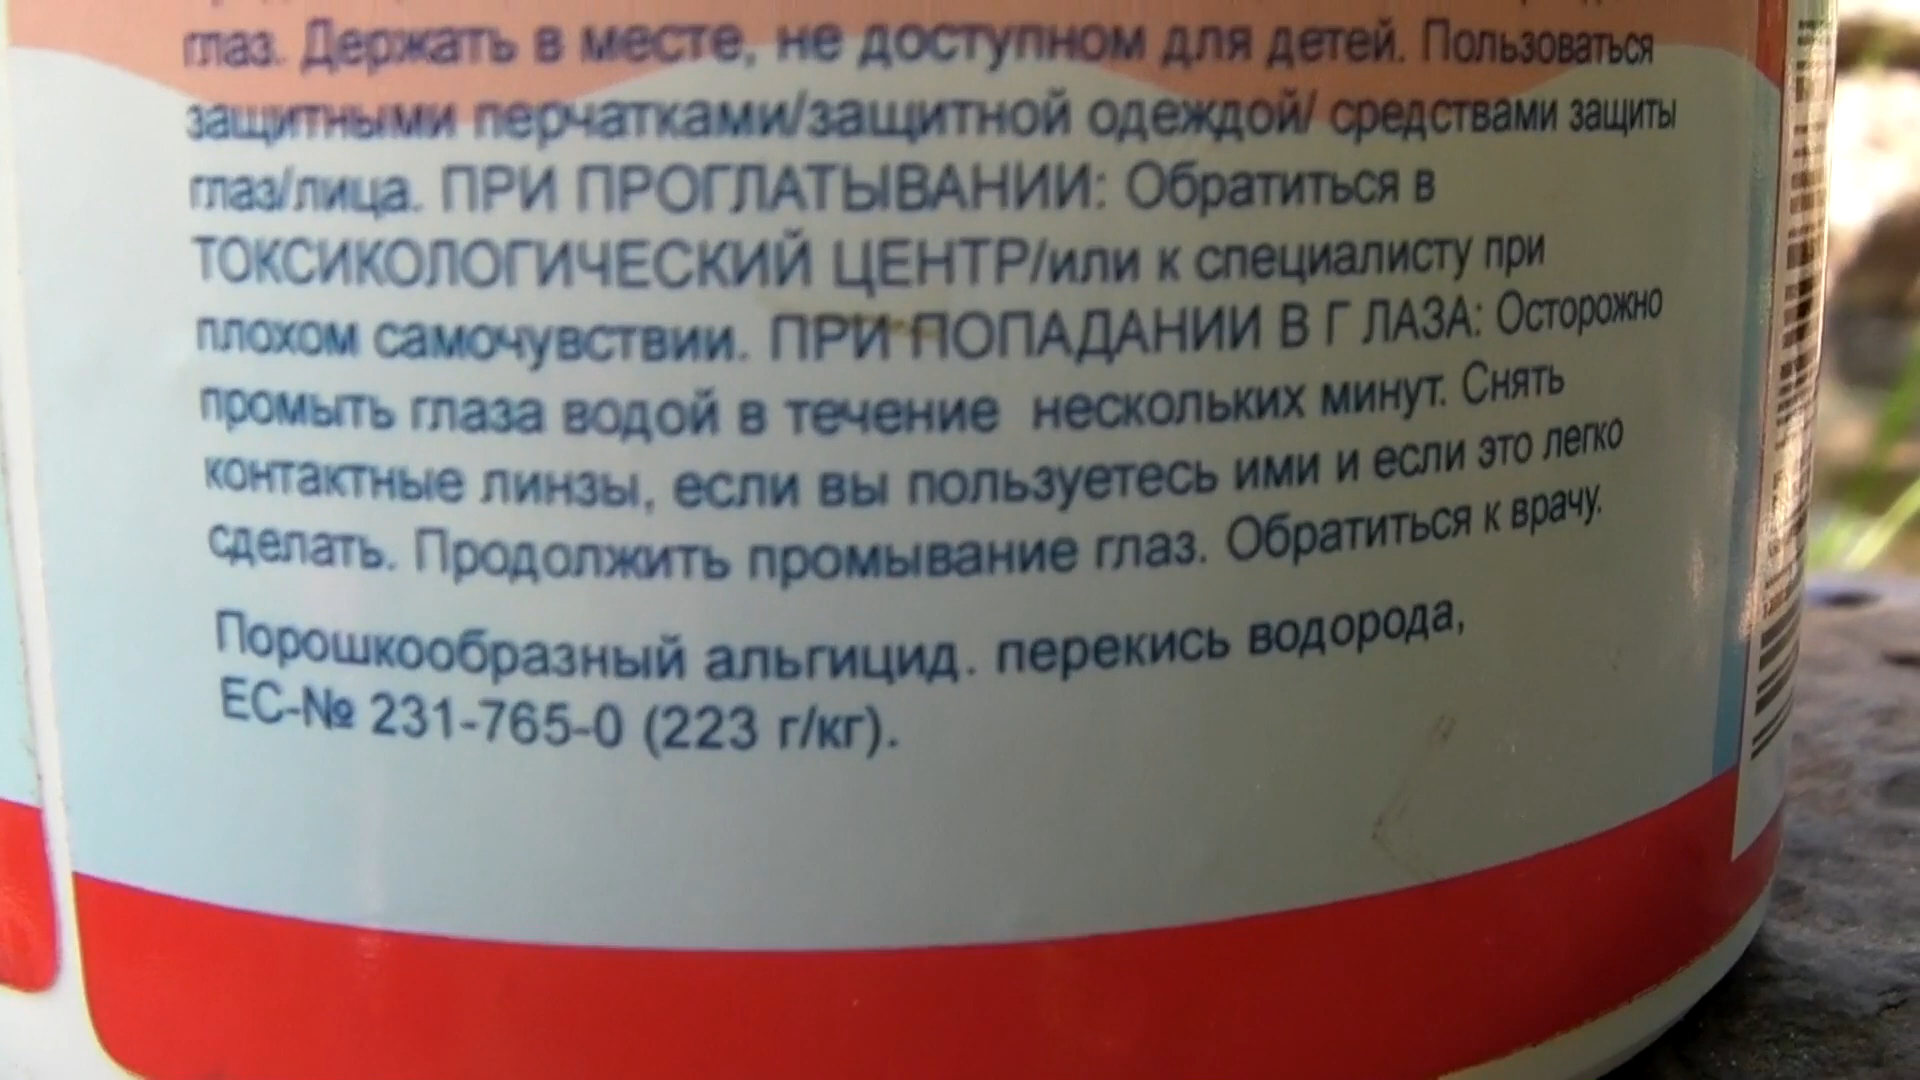 глаз. Держать в месте, не доступном для детей. Пользоваться
защитными перчатками/защитной одеждой/ средствами защиты
глаз/лица. ПРИ ПРОГЛАТЫВАНИИ: Обратиться в
ТОКСИКОЛОГИЧЕСКИЙ ЦЕНТР/или к специалисту при
плохом самочувствии. ПРИ ПОПАДАНИИ В Г ЛАЗА: Осторожно
промыть глаза водой в течение нескольких минут. Снять
контактные линзы, если вы пользуетесь ими и если это легко
сделать. Продолжить промывание глаз. Обратиться к врачу.
Порошкообразный альгицид. перекись водорода,
ЕС-№ 231-765-0 (223 г/кг).